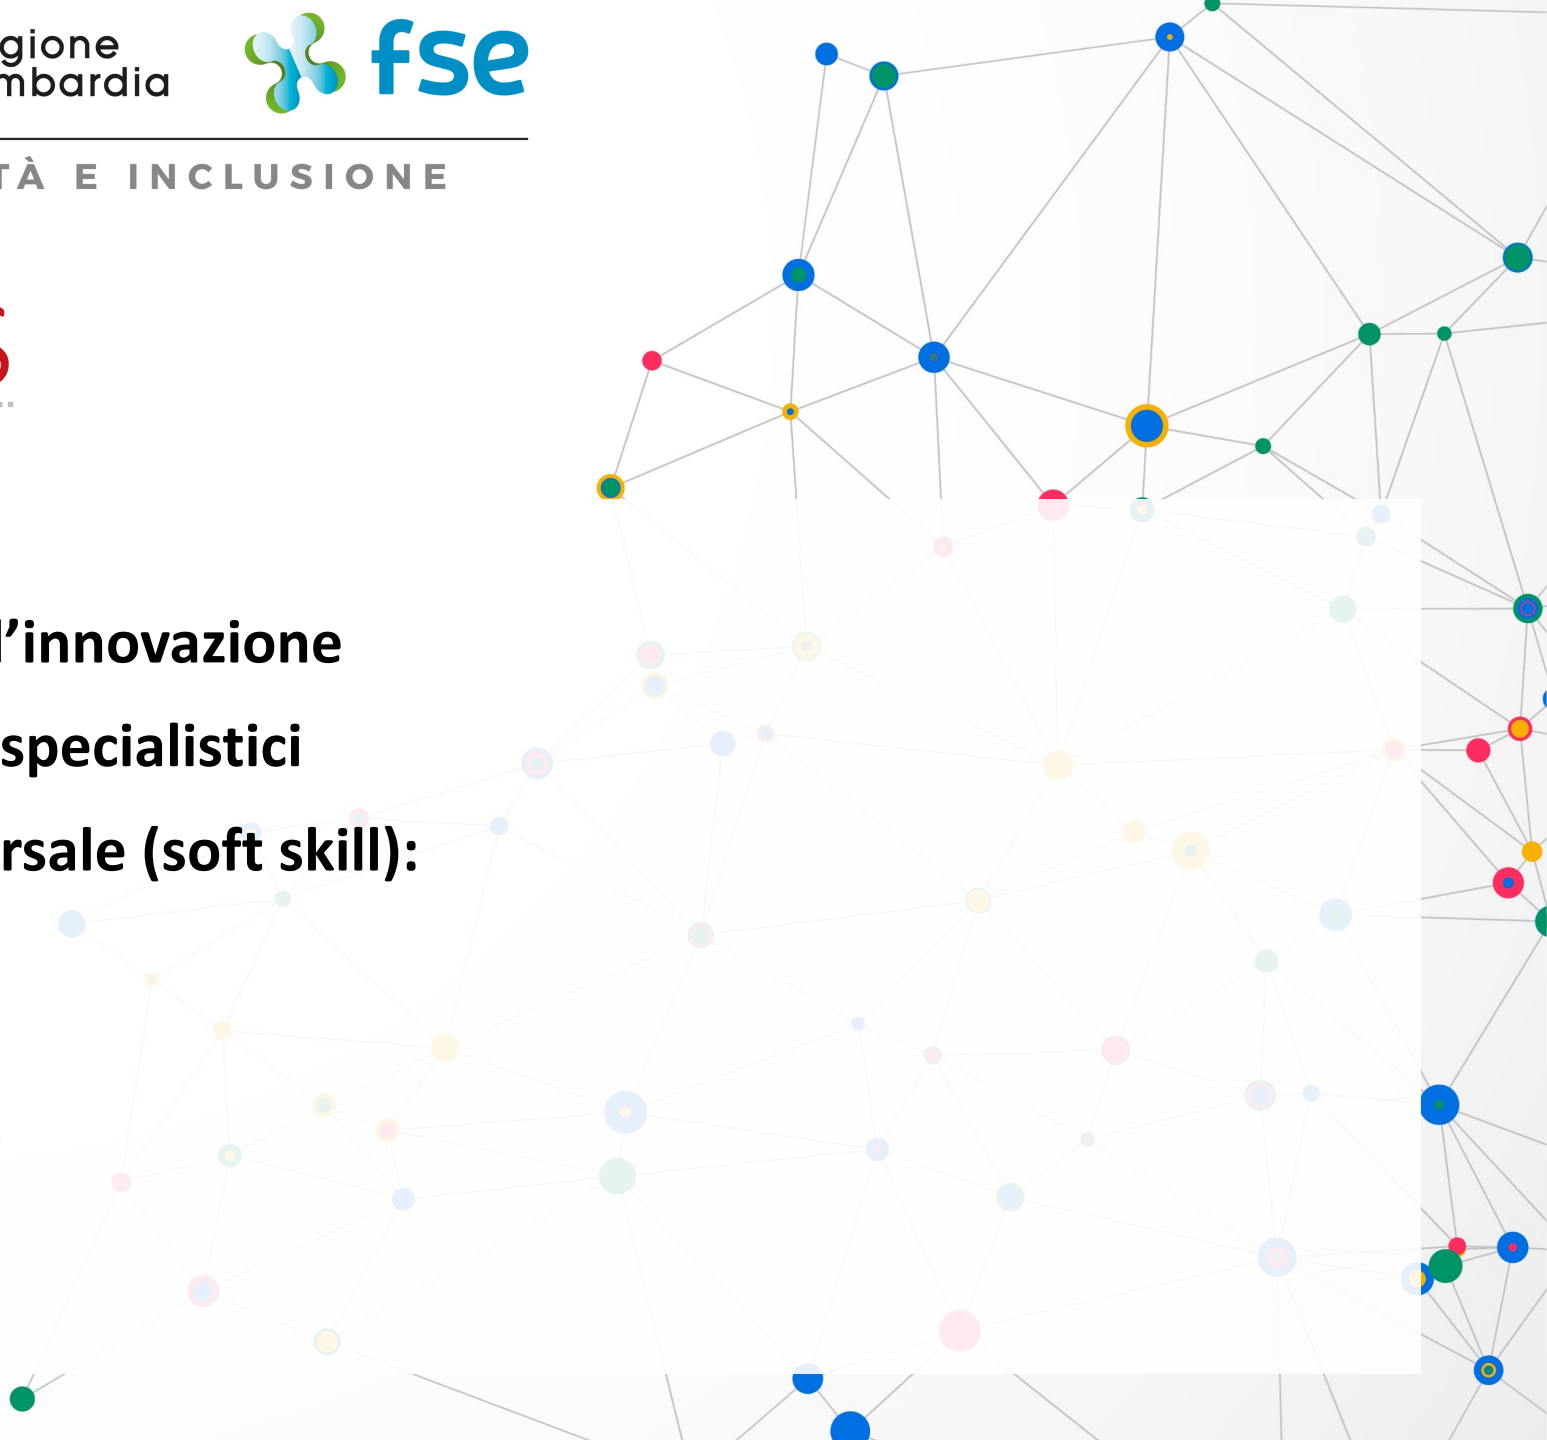 gione
mbardia
fse
TÀ E INCLUSIONE
l’innovazione
specialistici
rsale (soft skill):